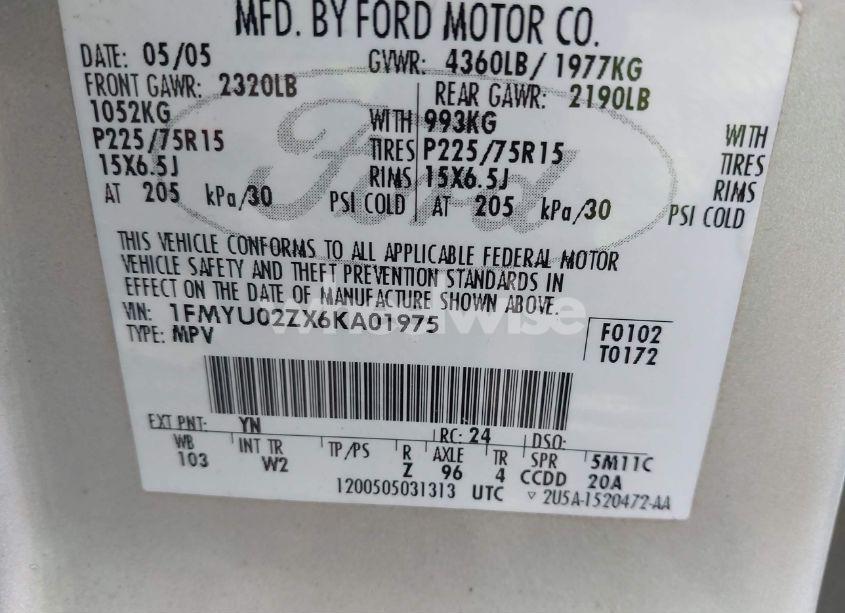 MFD. BY FORD MOTOR CO.
DATE: 05/05 GVWR: 4360LB/ 1977KG
FRONT GAWR: 2320LB REAR GAWR: 2190LB
1052KG WITH 993KG WITH
P225/75R15 TIRES P225/75R15 TIRES
15X6.5J RIMS 15X6.5J RIMS
AT 205 kPa/30 PSI COLD AT 205 kPa/30 PSI COLD
Ford
THIS VEHICLE CONFORMS TO ALL APPLICABLE FEDERAL MOTOR
VEHICLE SAFETY AND THEFT PREVENTION STANDARDS IN
EFFECT ON THE DATE OF MANUFACTURE SHOWN ABOVE.
VIN: 1FMYU02ZX6KA01975 F0102
TYPE: MPV T0172
EXT PNT: YN RC: 24 DSO:
WB INT TR TP/PS R AXLE TR SPR 5M11C
103 W2 Z 96 4 CCDD 20A
1200505031313 UTC ▽ 2U5A-1520472-AA